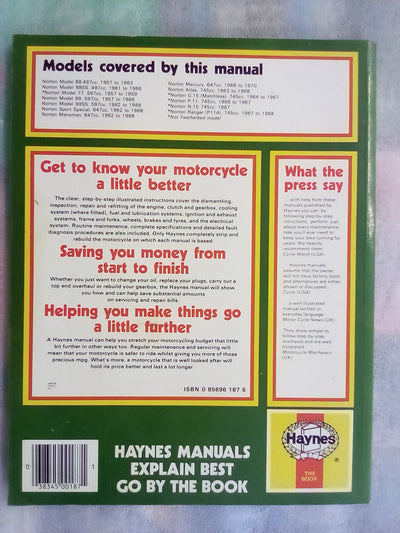 Models covered by this manual
Norton Model 88.497cc. 1957 to 1963
Norton Model 88SS. 497cc. 1961 to 1966
*Norton Model 77. 597cc. 1957 to 1959
Norton Model 99. 597cc. 1957 to 1962
Norton Model 99SS. 597cc. 1962 to 1966
Norton Sport Special. 647cc. 1962 to 1968
Norton Manxman. 647cc. 1962 to 1968
Norton Mercury. 647cc. 1968 to 1970
Norton Atlas. 745cc. 1963 to 1968
*Norton G.15 (Matchless). 745cc. 1964 to 1967
*Norton P.11. 745cc. 1966 to 1967
*Norton N.15 745cc. 1967
*Norton Ranger (P11A) 745cc. 1967 to 1968
*Not Featherbed model
Get to know your motorcycle
a little better
The clear, step-by-step illustrated instructions cover the dismantling,
inspection, repair and refitting of the engine, clutch and gearbox, cooling
system (where fitted), fuel and lubrication systems, ignition and exhaust
systems, frame and forks, wheels, brakes and tyres, and the electrical
system. Routine maintenance, complete specifications and detailed fault
diagnosis procedures are also included. Only Haynes completely strip and
rebuild the motorcycle on which each manual is based.
Saving you money from
start to finish
Whether you just want to change your oil, replace your plugs, carry out a
top end overhaul or rebuild your gearbox, the Haynes manual will show
you how and can help save substantial amounts
on servicing and repair bills.
Helping you make things go
a little further
A Haynes manual can help you stretch your motorcycling budget that little
bit further in other ways too. Regular maintenance and servicing will
mean that your motorcycle is safer to ride whilst giving you more of those
precious mpg. What's more, a motorcycle that is well looked after will
hold its price better and last a lot longer.
ISBN 0 85696 187 6
What the
press say
with help from these
manuals published by
Haynes you can, by
following step-by-step
instructions, perform just
about every maintenance
task you'll ever need to
keep your bike running for
years. We heartily
recommend them.
Cycle World (USA)
Haynes manuals
assume that the owner
will not have factory tools,
and alternatives are either
shown or discussed.
Cycle (USA)
a well illustrated
manual written in
everyday language.
Motor Cycle News (UK)
They show simple to
follow step-by-step
overhauls and are well
illustrated.
Motorcycle Mechanics
(UK)
0
38345 00187
1
HAYNES MANUALS
EXPLAIN BEST
GO BY THE BOOK
Haynes
®
THE
BOOK